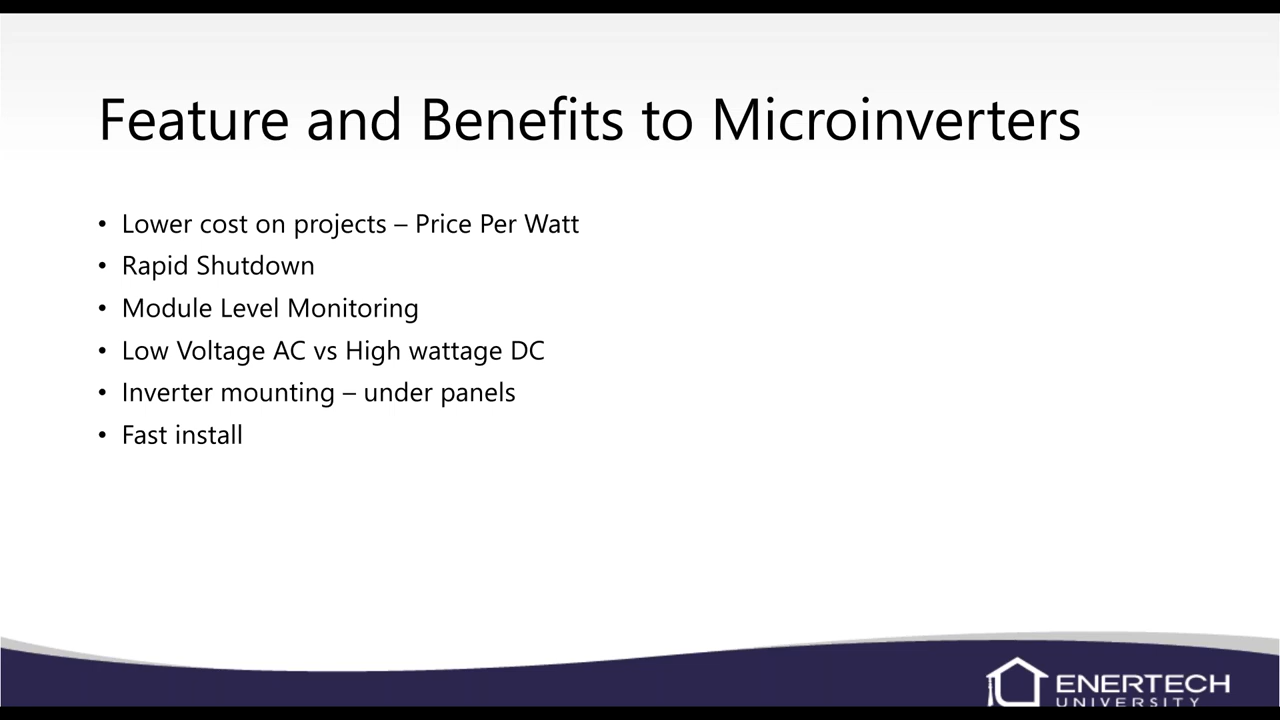 Feature and Benefits to Microinverters
• Lower cost on projects – Price Per Watt
• Rapid Shutdown
• Module Level Monitoring
• Low Voltage AC vs High wattage DC
• Inverter mounting – under panels
• Fast install
ENERTECH
UNIVERSITY